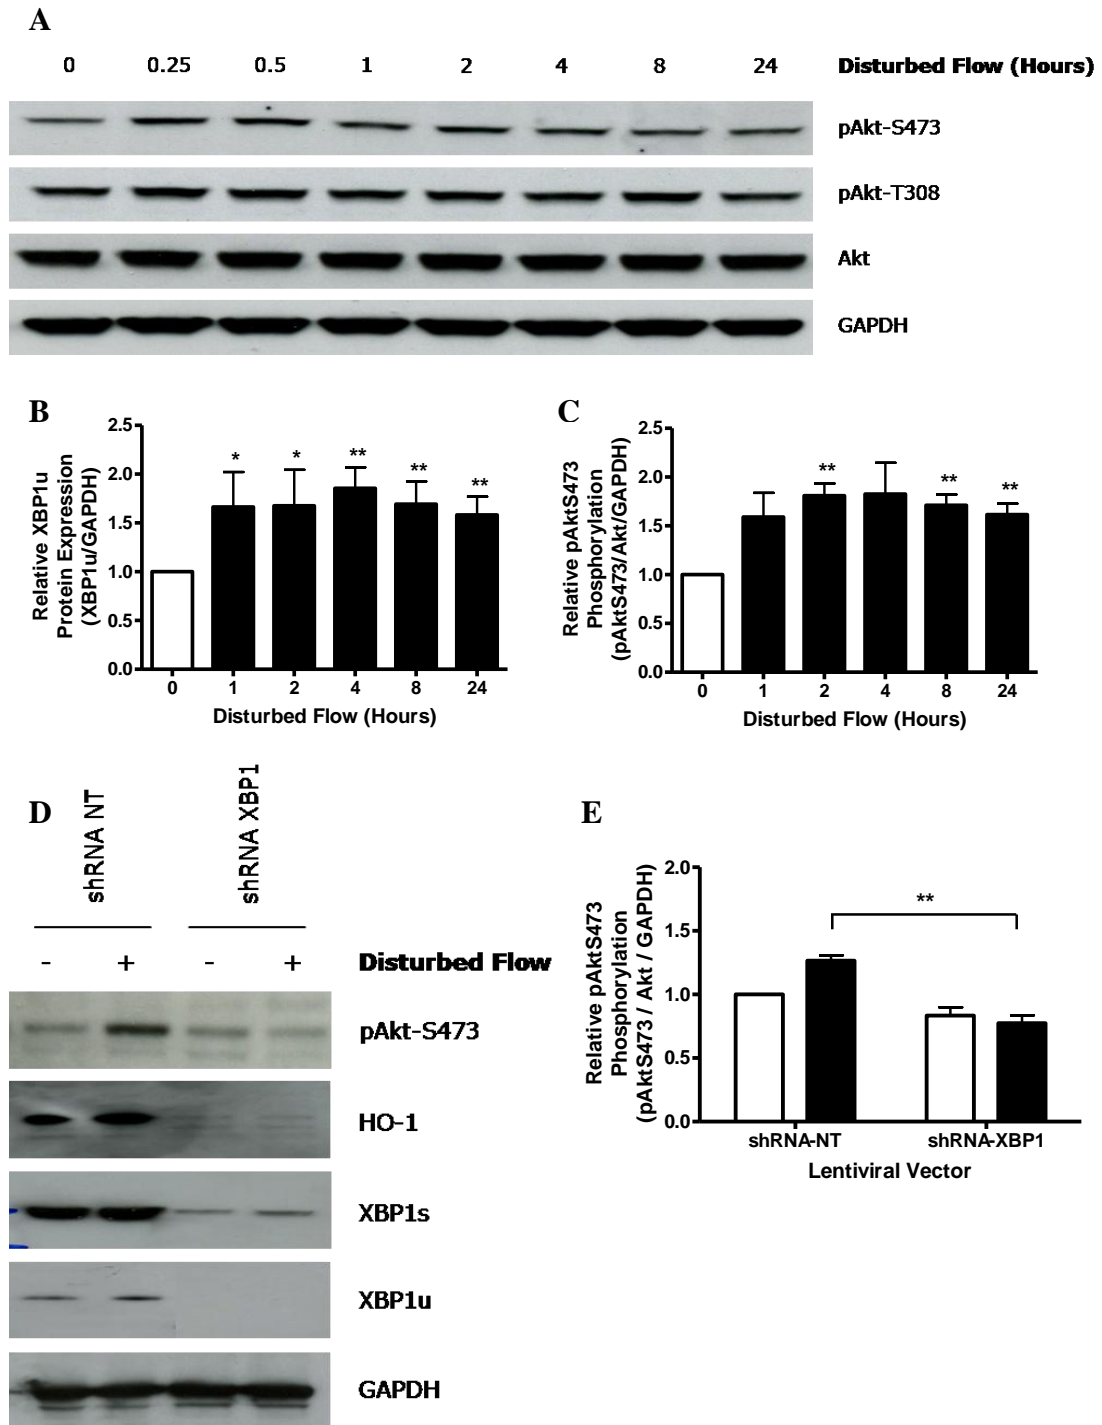 A
0 0.25 0.5 1 2 4 8 24 Disturbed Flow (Hours)
pAkt-S473
pAkt-T308
Akt
GAPDH
B
Relative XBP1u
Protein Expression
(XBP1u/GAPDH)
2.5
2.0
1.5
1.0
0.5
0.0
* * ** ** **
0 1 2 4 8 24
Disturbed Flow (Hours)
C
Relative pAktS473
Phosphorylation
(pAktS473/Akt/GAPDH)
2.5
2.0
1.5
1.0
0.5
0.0
** ** **
0 1 2 4 8 24
Disturbed Flow (Hours)
D
shRNA NT
shRNA XBP1
- + - + Disturbed Flow
pAkt-S473
HO-1
XBP1s
XBP1u
GAPDH
E
Relative pAktS473
Phosphorylation
(pAktS473 / Akt / GAPDH)
2.0
1.5
1.0
0.5
0.0
**
shRNA-NT shRNA-XBP1
Lentiviral Vector